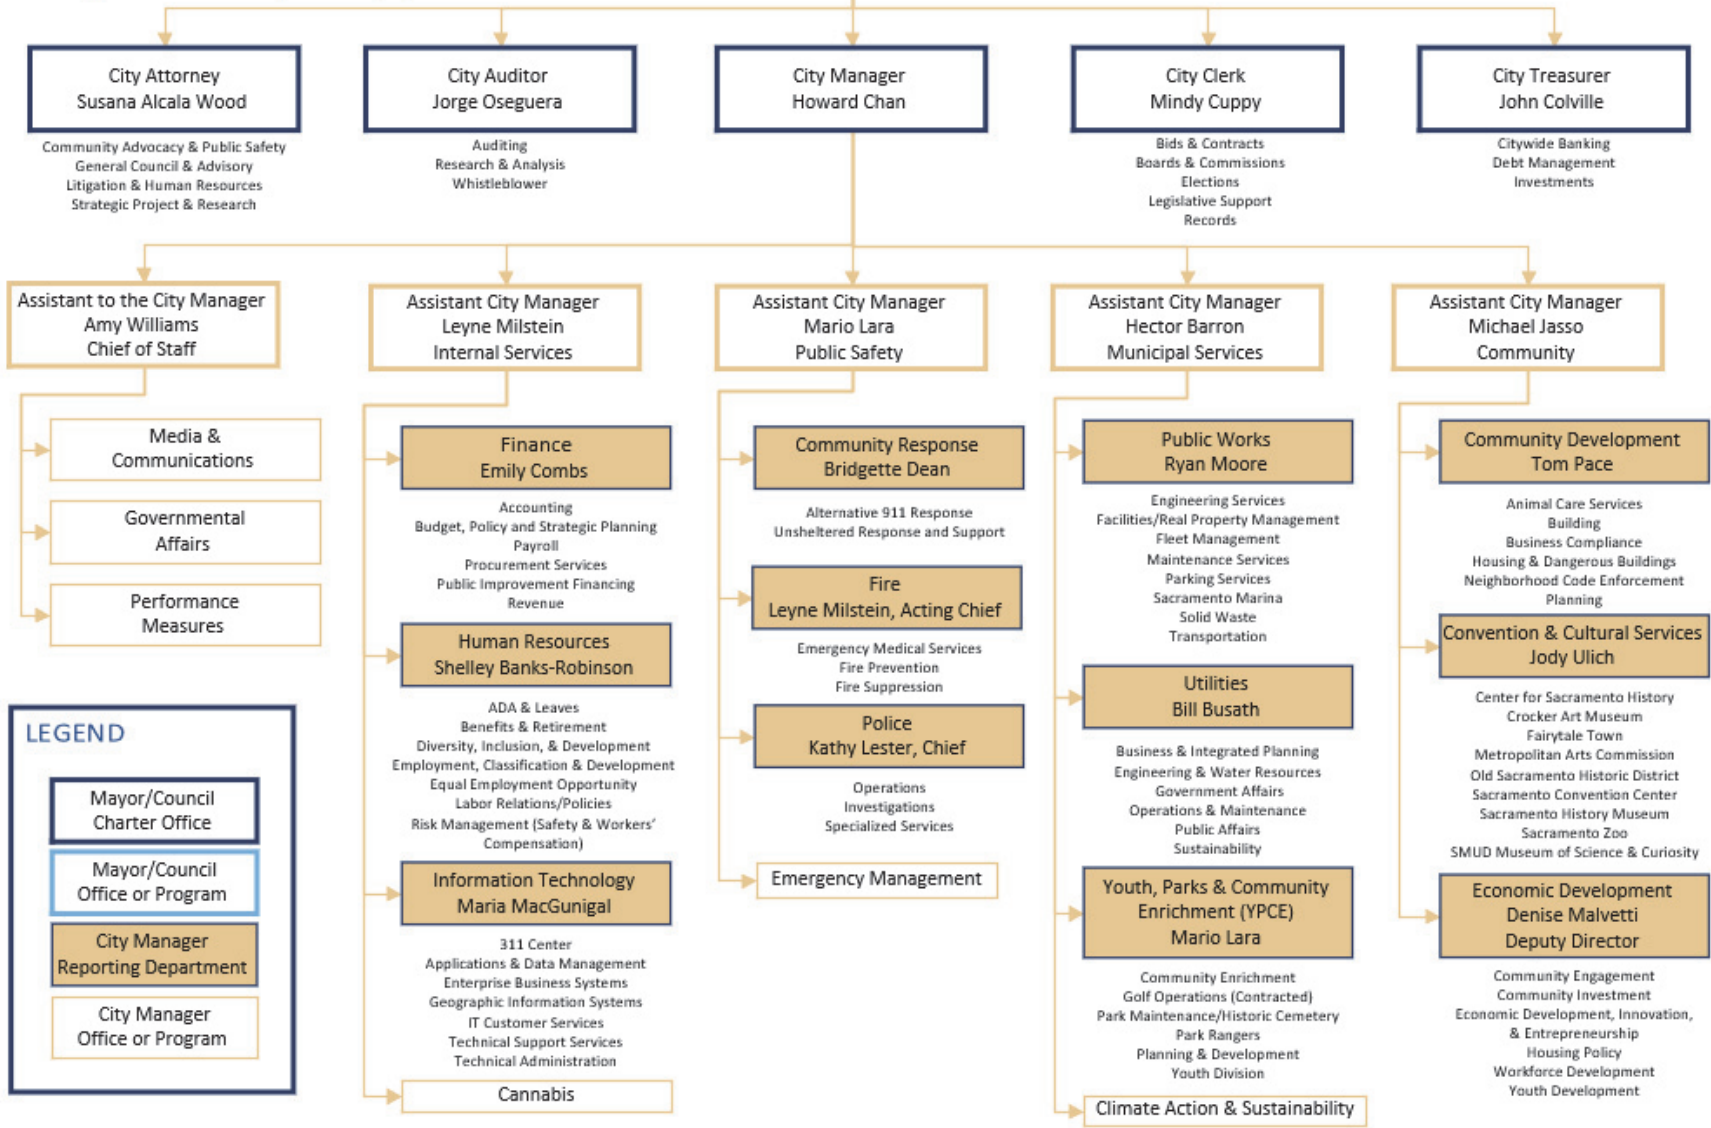 City Attorney
Susana Alcala Wood
Community Advocacy & Public Safety
General Council & Advisory
Litigation & Human Resources
Strategic Project & Research
City Auditor
Jorge Oseguera
Auditing
Research & Analysis
Whistleblower
City Manager
Howard Chan
City Clerk
Mindy Cuppy
Bids & Contracts
Boards & Commissions
Elections
Legislative Support
Records
City Treasurer
John Colville
Citywide Banking
Debt Management
Investments
Assistant to the City Manager
Amy Williams
Chief of Staff
Media &
Communications
Governmental
Affairs
Performance
Measures
Assistant City Manager
Leyne Milstein
Internal Services
Finance
Emily Combs
Accounting
Budget, Policy and Strategic Planning
Payroll
Procurement Services
Public Improvement Financing
Revenue
Human Resources
Shelley Banks-Robinson
ADA & Leaves
Benefits & Retirement
Diversity, Inclusion, & Development
Employment, Classification & Development
Equal Employment Opportunity
Labor Relations/Policies
Risk Management (Safety & Workers’
Compensation)
Information Technology
Maria MacGunigal
311 Center
Applications & Data Management
Enterprise Business Systems
Geographic Information Systems
IT Customer Services
Technical Support Services
Technical Administration
Cannabis
Assistant City Manager
Mario Lara
Public Safety
Community Response
Bridgette Dean
Alternative 911 Response
Unsheltered Response and Support
Fire
Leyne Milstein, Acting Chief
Emergency Medical Services
Fire Prevention
Fire Suppression
Police
Kathy Lester, Chief
Operations
Investigations
Specialized Services
Emergency Management
Assistant City Manager
Hector Barron
Municipal Services
Public Works
Ryan Moore
Engineering Services
Facilities/Real Property Management
Fleet Management
Maintenance Services
Parking Services
Sacramento Marina
Solid Waste
Transportation
Utilities
Bill Busath
Business & Integrated Planning
Engineering & Water Resources
Government Affairs
Operations & Maintenance
Public Affairs
Sustainability
Youth, Parks & Community
Enrichment (YPCE)
Mario Lara
Community Enrichment
Golf Operations (Contracted)
Park Maintenance/Historic Cemetery
Park Rangers
Planning & Development
Youth Division
Climate Action & Sustainability
Assistant City Manager
Michael Jasso
Community
Community Development
Tom Pace
Animal Care Services
Building
Business Compliance
Housing & Dangerous Buildings
Neighborhood Code Enforcement
Planning
Convention & Cultural Services
Jody Ulich
Center for Sacramento History
Crocker Art Museum
Fairytale Town
Metropolitan Arts Commission
Old Sacramento Historic District
Sacramento Convention Center
Sacramento History Museum
Sacramento Zoo
SMUD Museum of Science & Curiosity
Economic Development
Denise Malvetti
Deputy Director
Community Engagement
Community Investment
Economic Development, Innovation,
& Entrepreneurship
Housing Policy
Workforce Development
Youth Development
LEGEND
Mayor/Council
Charter Office
Mayor/Council
Office or Program
City Manager
Reporting Department
City Manager
Office or Program